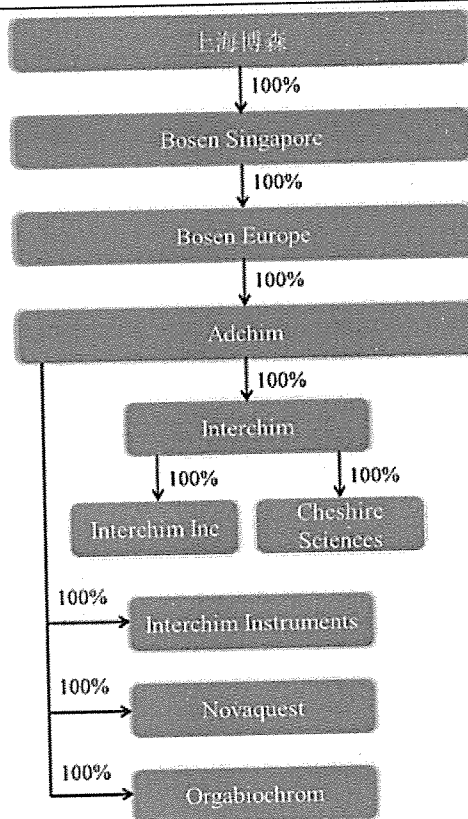 上海博森
100%
Bosen Singapore
100%
Bosen Europe
100%
Adchim
100%
Interchim
100%
100%
Interchim Inc
Cheshire
Sciences
100%
Interchim Instruments
100%
Novaquest
100%
Orgabiochrom